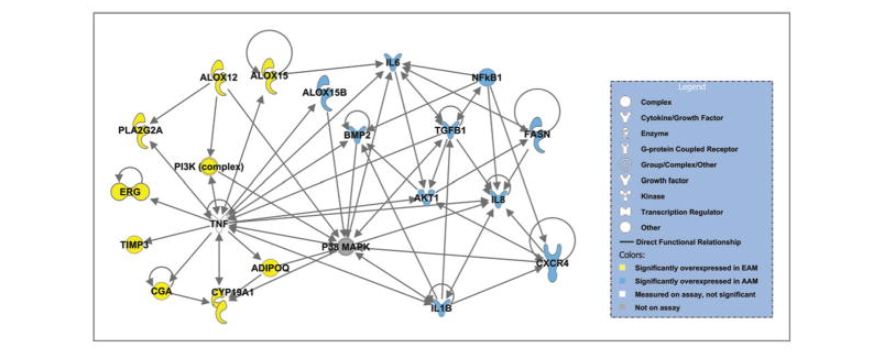 IL6
ALOX12
ALOX15
NFkB1
ALOX15B
PLA2G2A
BMP2
TGFB1
FASN
PI3K (complex)
ERG
AKT1
IL8
TNF
TIMP3
P38 MAPK
ADIPOQ
CXCR4
CGA
CYP19A1
IL1B
Legend
Complex
Cytokine/Growth Factor
Enzyme
G-protein Coupled Receptor
Group/Complex/Other
Growth factor
Kinase
Transcription Regulator
Other
Direct Functional Relationship
Colors:
Significantly overexpressed in EAM
Significantly overexpressed in AAM
Measured on assay, not significant
Not on assay